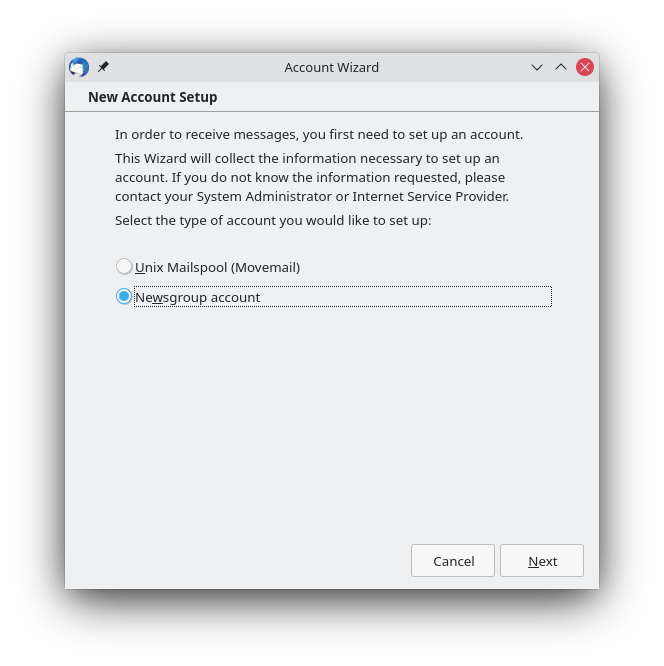 Account Wizard
New Account Setup
In order to receive messages, you first need to set up an account.
This Wizard will collect the information necessary to set up an
account. If you do not know the information requested, please
contact your System Administrator or Internet Service Provider.
Select the type of account you would like to set up:
Unix Mailspool (Movemail)
Newsgroup account
Cancel
Next